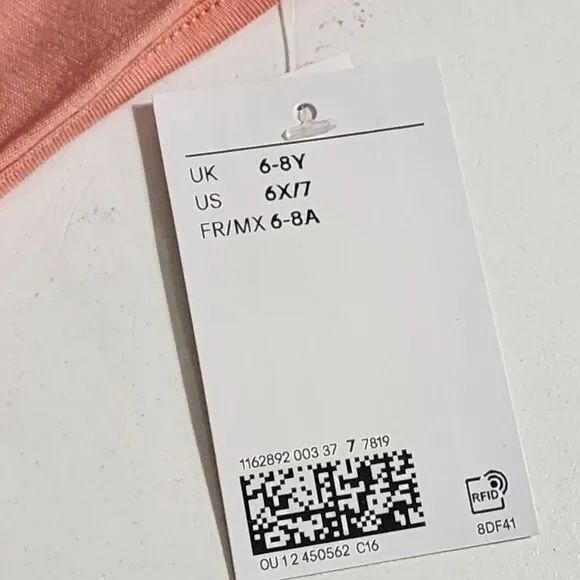 UK 6-8Y
US 6X/7
FR/MX 6-8A
1162892 003 37 7 7819
RFID
8DF41
OU 12 450562 C16